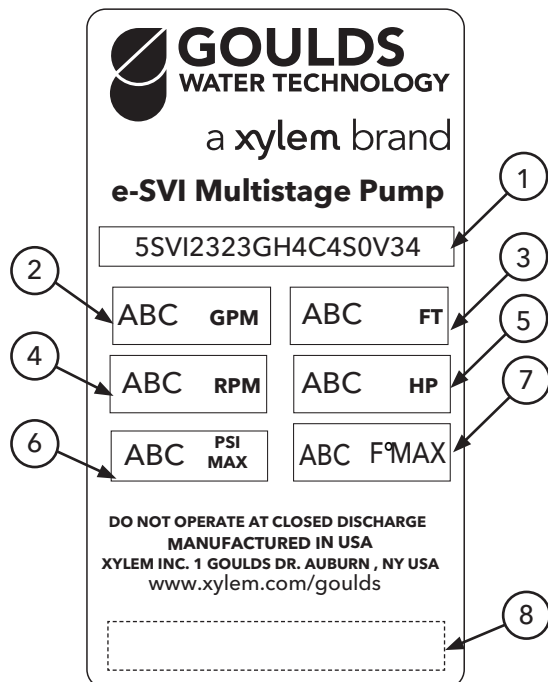 GOULDS
WATER TECHNOLOGY
a xylem brand
e-SVI Multistage Pump
1
5SVI2323GH4C4S0V34
2
ABC GPM
ABC FT
3
4
ABC RPM
ABC HP
5
6
ABC PSI MAX
ABC F°MAX
7
DO NOT OPERATE AT CLOSED DISCHARGE
MANUFACTURED IN USA
XYLEM INC. 1 GOULDS DR. AUBURN , NY USA
www.xylem.com/goulds
8